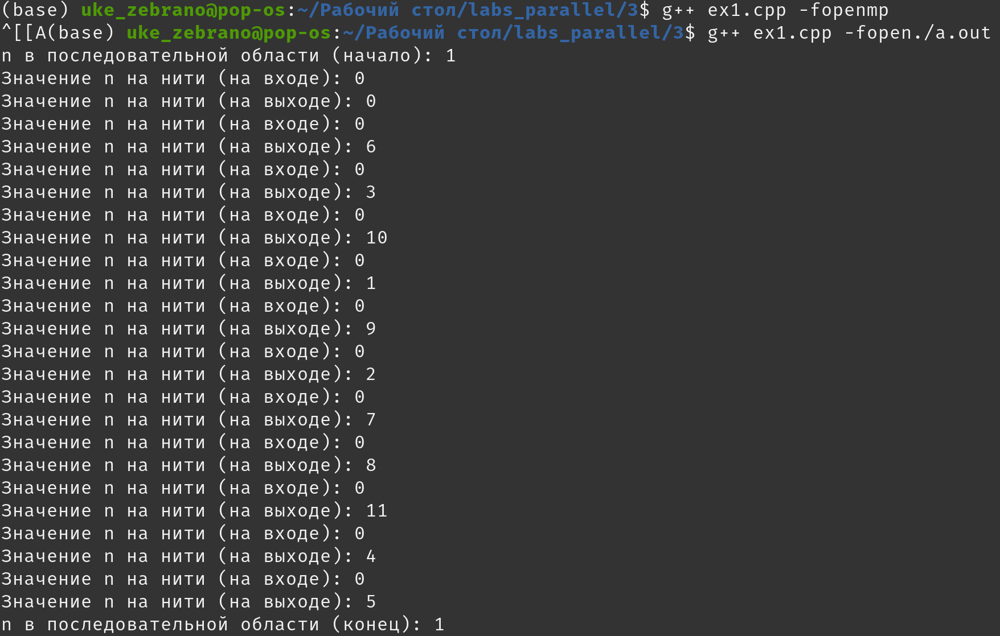 (base) uke_zebrano@pop-os:~/Рабочий стол/labs_parallel/3$ g++ ex1.cpp -fopenmp
^[[A(base) uke_zebrano@pop-os:~/Рабочий стол/labs_parallel/3$ g++ ex1.cpp -fopen./a.out
n в последовательной области (начало): 1
Значение n на нити (на входе): 0
Значение n на нити (на выходе): 0
Значение n на нити (на входе): 0
Значение n на нити (на выходе): 6
Значение n на нити (на входе): 0
Значение n на нити (на выходе): 3
Значение n на нити (на входе): 0
Значение n на нити (на выходе): 10
Значение n на нити (на входе): 0
Значение n на нити (на выходе): 1
Значение n на нити (на входе): 0
Значение n на нити (на выходе): 9
Значение n на нити (на входе): 0
Значение n на нити (на выходе): 2
Значение n на нити (на входе): 0
Значение n на нити (на выходе): 7
Значение n на нити (на входе): 0
Значение n на нити (на выходе): 8
Значение n на нити (на входе): 0
Значение n на нити (на выходе): 11
Значение n на нити (на входе): 0
Значение n на нити (на выходе): 4
Значение n на нити (на входе): 0
Значение n на нити (на выходе): 5
n в последовательной области (конец): 1